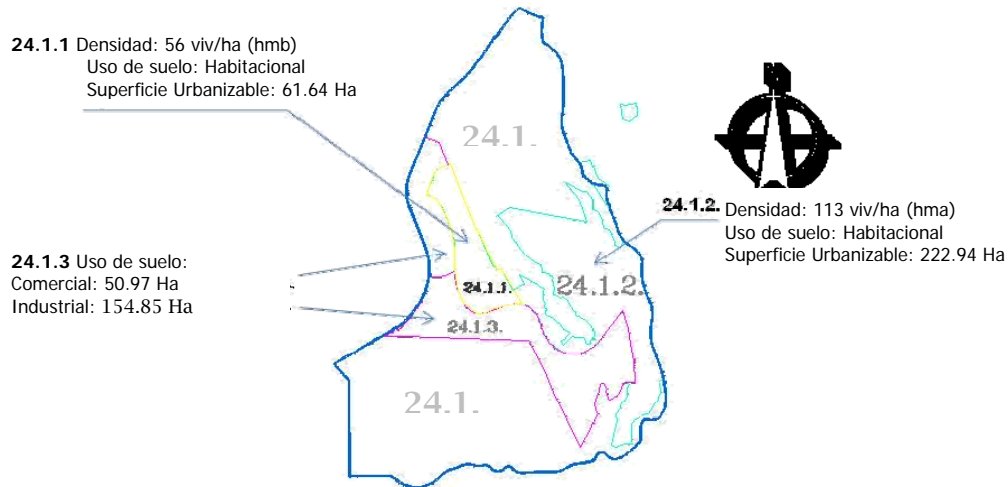 24.1.1 Densidad: 56 viv/ha (hmb)
Uso de suelo: Habitacional
Superficie Urbanizable: 61.64 Ha
24.1.
24.1.2. Densidad: 113 viv/ha (hma)
Uso de suelo: Habitacional
Superficie Urbanizable: 222.94 Ha
24.1.3 Uso de suelo:
Comercial: 50.97 Ha
Industrial: 154.85 Ha
24.1.1.
24.1.2.
24.1.3.
24.1.